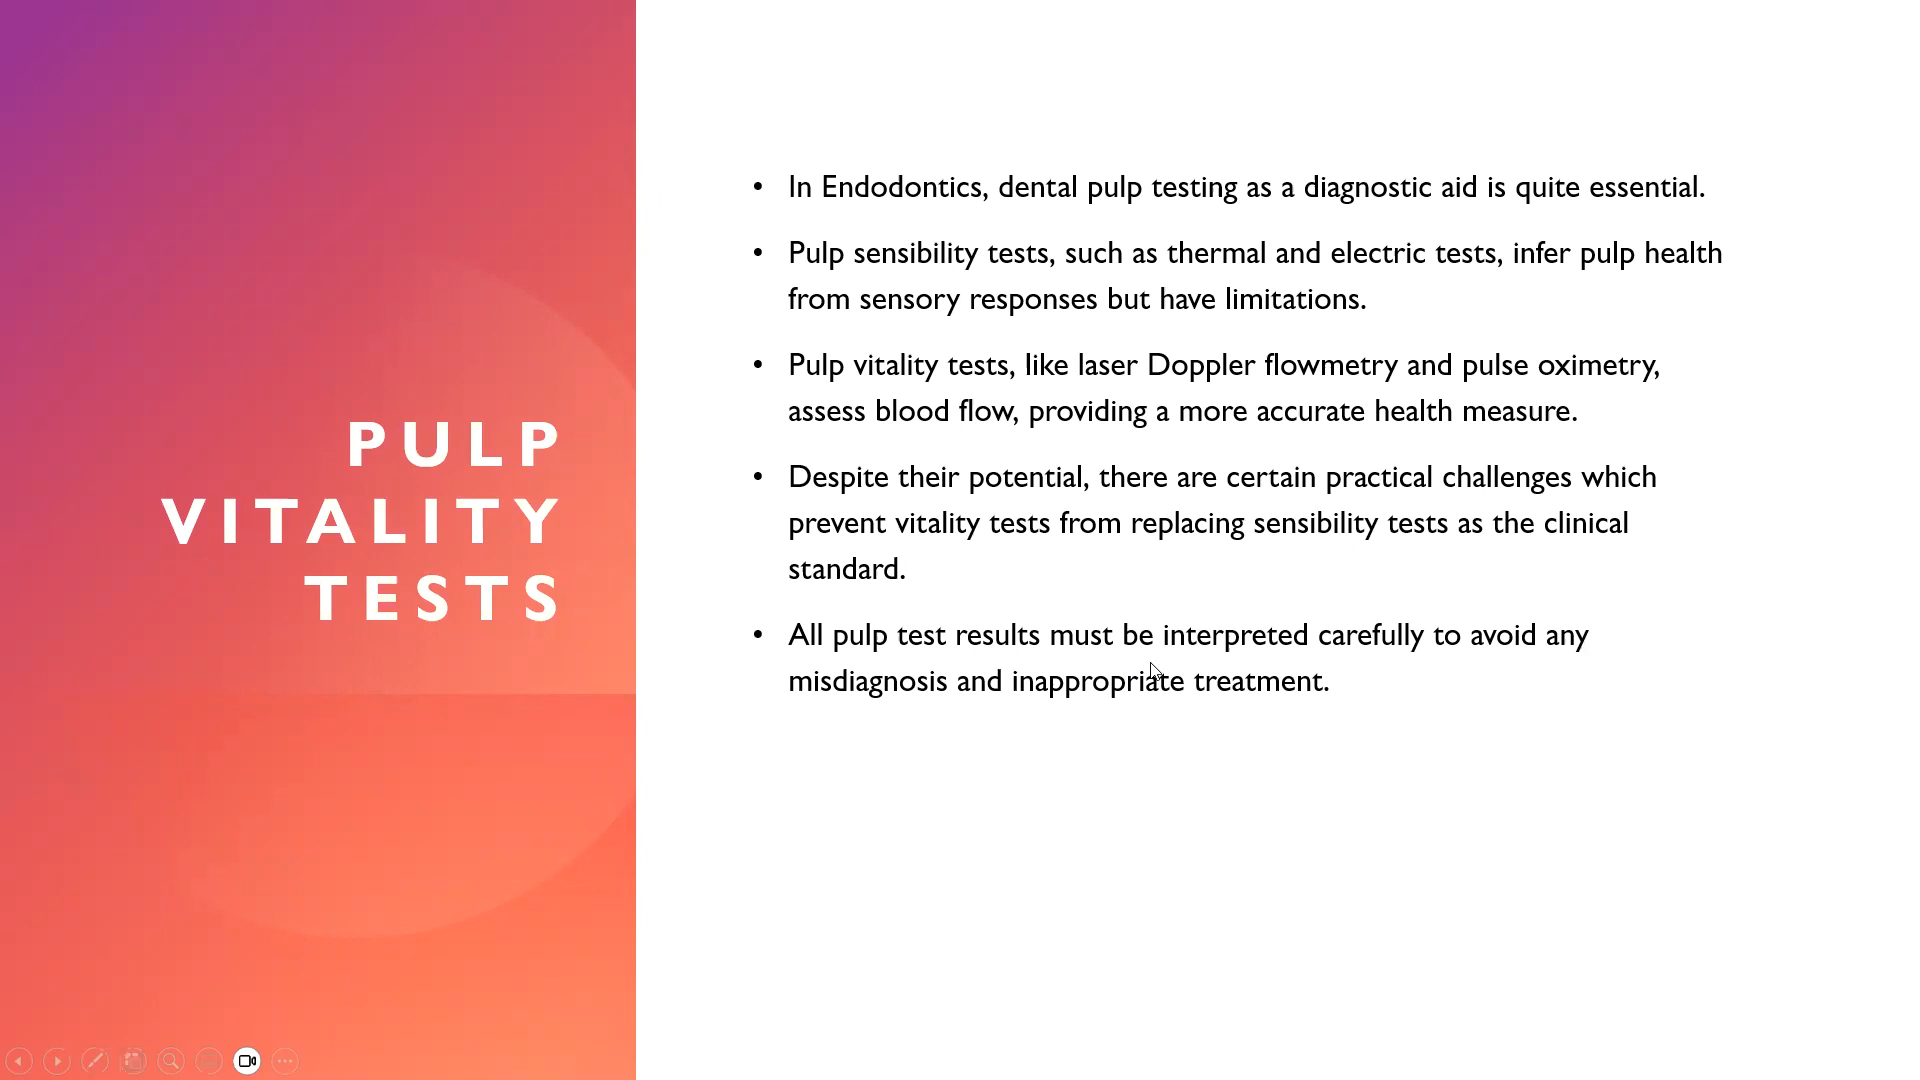 PULP
VITALITY
TESTS
• In Endodontics, dental pulp testing as a diagnostic aid is quite essential.
• Pulp sensibility tests, such as thermal and electric tests, infer pulp health
from sensory responses but have limitations.
• Pulp vitality tests, like laser Doppler flowmetry and pulse oximetry,
assess blood flow, providing a more accurate health measure.
• Despite their potential, there are certain practical challenges which
prevent vitality tests from replacing sensibility tests as the clinical
standard.
• All pulp test results must be interpreted carefully to avoid any
misdiagnosis and inappropriate treatment.